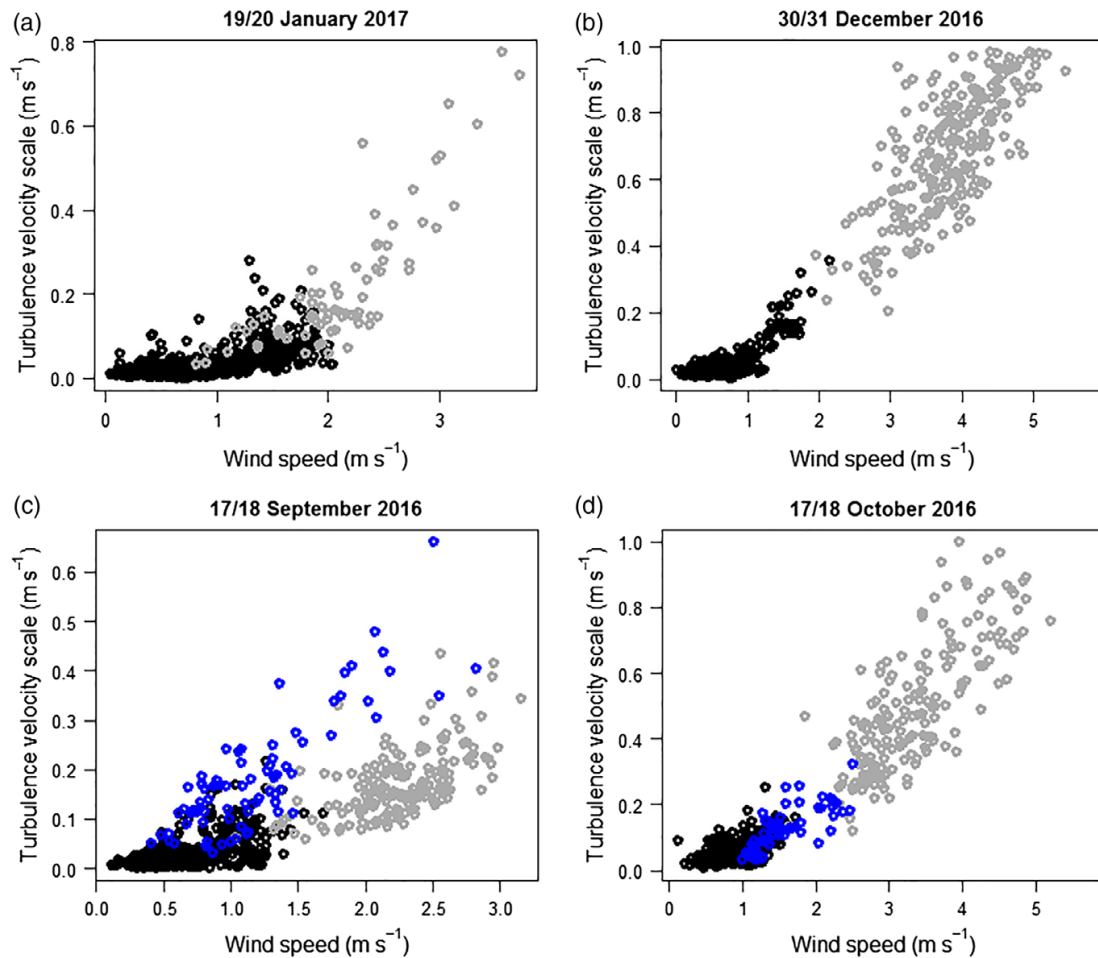 (a)
19/20 January 2017
Turbulence velocity scale (m s⁻¹)
0.8
0.6
0.4
0.2
0.0
0 1 2 3
Wind speed (m s⁻¹)
(b)
30/31 December 2016
Turbulence velocity scale (m s⁻¹)
1.0
0.8
0.6
0.4
0.2
0.0
0 1 2 3 4 5
Wind speed (m s⁻¹)
(c)
17/18 September 2016
Turbulence velocity scale (m s⁻¹)
0.6
0.5
0.4
0.3
0.2
0.1
0.0
0.0 0.5 1.0 1.5 2.0 2.5 3.0
Wind speed (m s⁻¹)
(d)
17/18 October 2016
Turbulence velocity scale (m s⁻¹)
1.0
0.8
0.6
0.4
0.2
0.0
0 1 2 3 4 5
Wind speed (m s⁻¹)